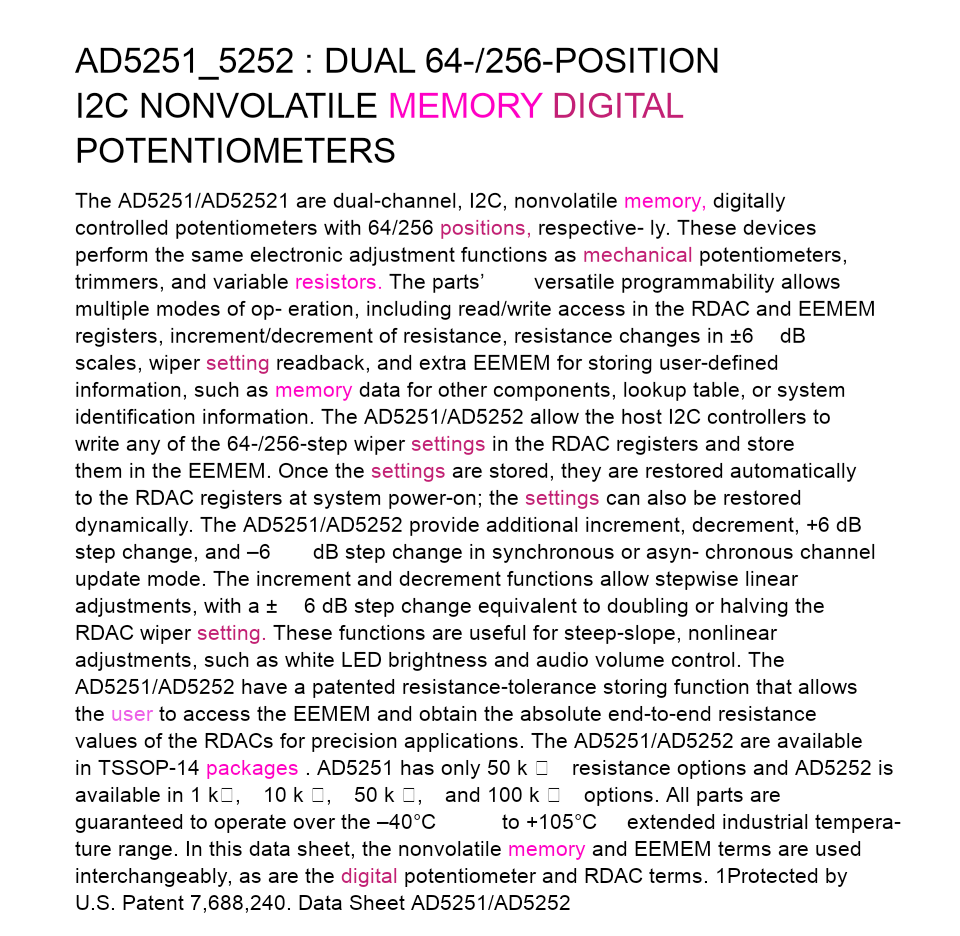 AD5251_5252 : DUAL 64-/256-POSITION
I2C NONVOLATILE MEMORY DIGITAL
POTENTIOMETERS
The AD5251/AD52521 are dual-channel, I2C, nonvolatile memory, digitally
controlled potentiometers with 64/256 positions, respective- ly. These devices
perform the same electronic adjustment functions as mechanical potentiometers,
trimmers, and variable resistors. The parts’ versatile programmability allows
multiple modes of op- eration, including read/write access in the RDAC and EEMEM
registers, increment/decrement of resistance, resistance changes in ±6 dB
scales, wiper setting readback, and extra EEMEM for storing user-defined
information, such as memory data for other components, lookup table, or system
identification information. The AD5251/AD5252 allow the host I2C controllers to
write any of the 64-/256-step wiper settings in the RDAC registers and store
them in the EEMEM. Once the settings are stored, they are restored automatically
to the RDAC registers at system power-on; the settings can also be restored
dynamically. The AD5251/AD5252 provide additional increment, decrement, +6 dB
step change, and –6 dB step change in synchronous or asyn- chronous channel
update mode. The increment and decrement functions allow stepwise linear
adjustments, with a ± 6 dB step change equivalent to doubling or halving the
RDAC wiper setting. These functions are useful for steep-slope, nonlinear
adjustments, such as white LED brightness and audio volume control. The
AD5251/AD5252 have a patented resistance-tolerance storing function that allows
the user to access the EEMEM and obtain the absolute end-to-end resistance
values of the RDACs for precision applications. The AD5251/AD5252 are available
in TSSOP-14 packages . AD5251 has only 50 k □ resistance options and AD5252 is
available in 1 k□, 10 k □, 50 k □, and 100 k □ options. All parts are
guaranteed to operate over the –40°C to +105°C extended industrial tempera-
ture range. In this data sheet, the nonvolatile memory and EEMEM terms are used
interchangeably, as are the digital potentiometer and RDAC terms. 1Protected by
U.S. Patent 7,688,240. Data Sheet AD5251/AD5252